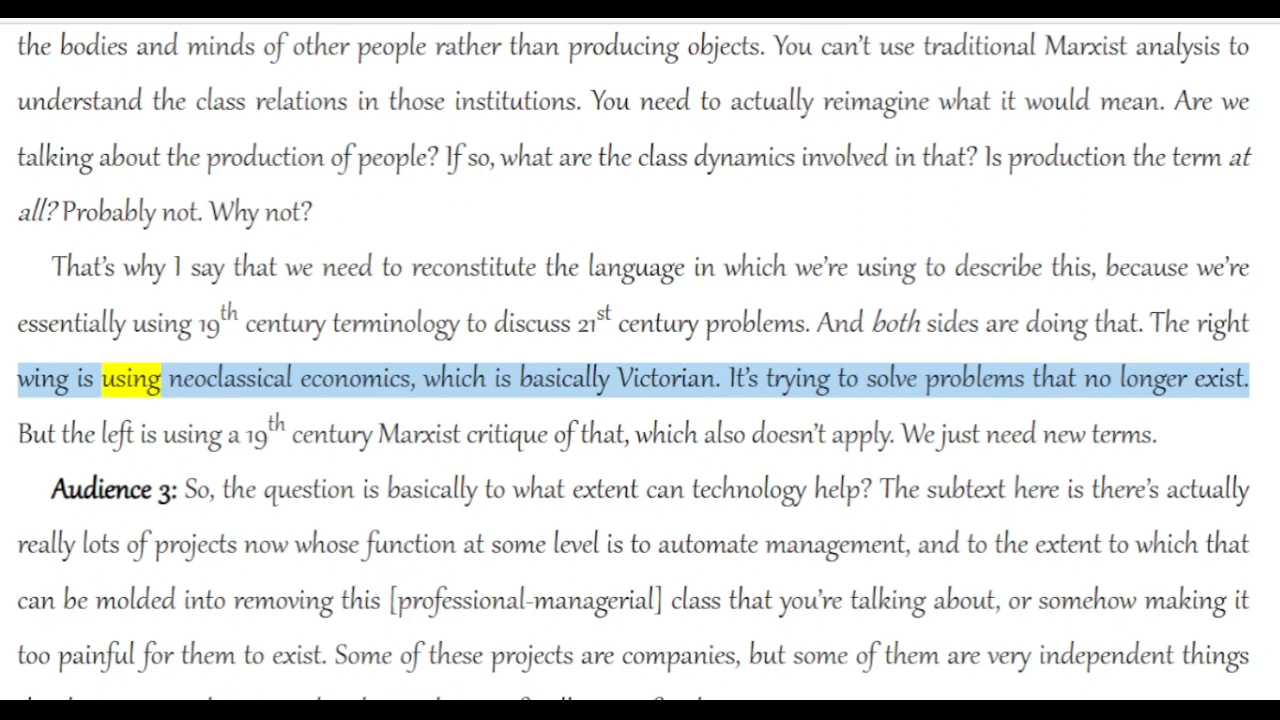 the bodies and minds of other people rather than producing objects. You can't use traditional Marxist analysis to
understand the class relations in those institutions. You need to actually reimagine what it would mean. Are we
talking about the production of people? If so, what are the class dynamics involved in that? Is production the term at
all? Probably not. Why not?
That's why I say that we need to reconstitute the language in which we're using to describe this, because we're
essentially using 19th century terminology to discuss 21st century problems. And both sides are doing that. The right
wing is using neoclassical economics, which is basically Victorian. It's trying to solve problems that no longer exist.
But the left is using a 19th century Marxist critique of that, which also doesn't apply. We just need new terms.
Audience 3: So, the question is basically to what extent can technology help? The subtext here is there's actually
really lots of projects now whose function at some level is to automate management, and to the extent to which that
can be molded into removing this [professional-managerial] class that you're talking about, or somehow making it
too painful for them to exist. Some of these projects are companies, but some of them are very independent things